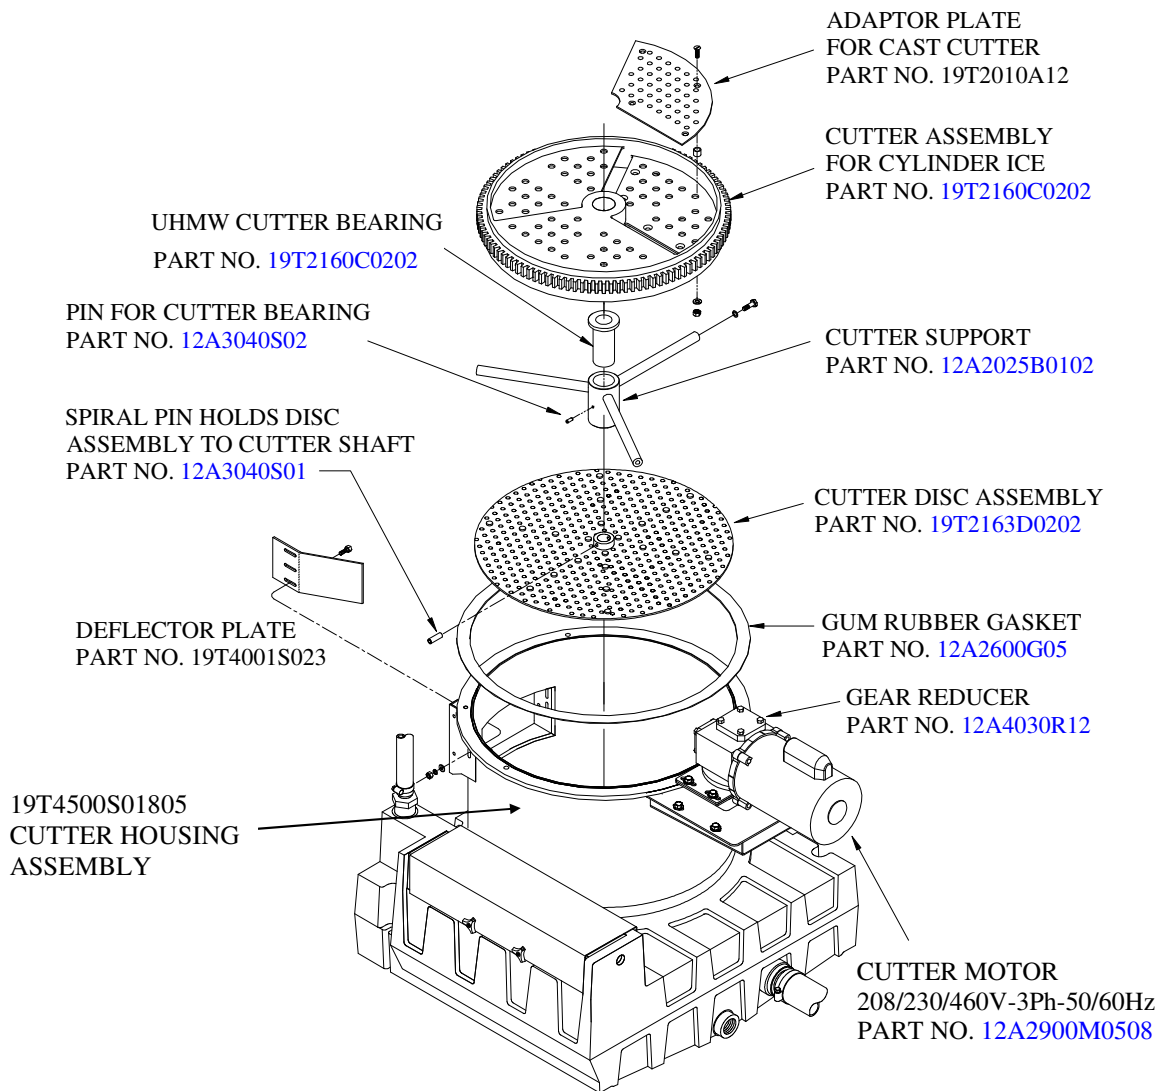 ADAPTOR PLATE
FOR CAST CUTTER
PART NO. 19T2010A12
CUTTER ASSEMBLY
FOR CYLINDER ICE
PART NO. 19T2160C0202
UHMW CUTTER BEARING
PART NO. 19T2160C0202
PIN FOR CUTTER BEARING
PART NO. 12A3040S02
CUTTER SUPPORT
PART NO. 12A2025B0102
SPIRAL PIN HOLDS DISC
ASSEMBLY TO CUTTER SHAFT
PART NO. 12A3040S01
CUTTER DISC ASSEMBLY
PART NO. 19T2163D0202
DEFLECTOR PLATE
PART NO. 19T4001S023
GUM RUBBER GASKET
PART NO. 12A2600G05
GEAR REDUCER
PART NO. 12A4030R12
19T4500S01805
CUTTER HOUSING
ASSEMBLY
CUTTER MOTOR
208/230/460V-3Ph-50/60Hz
PART NO. 12A2900M0508